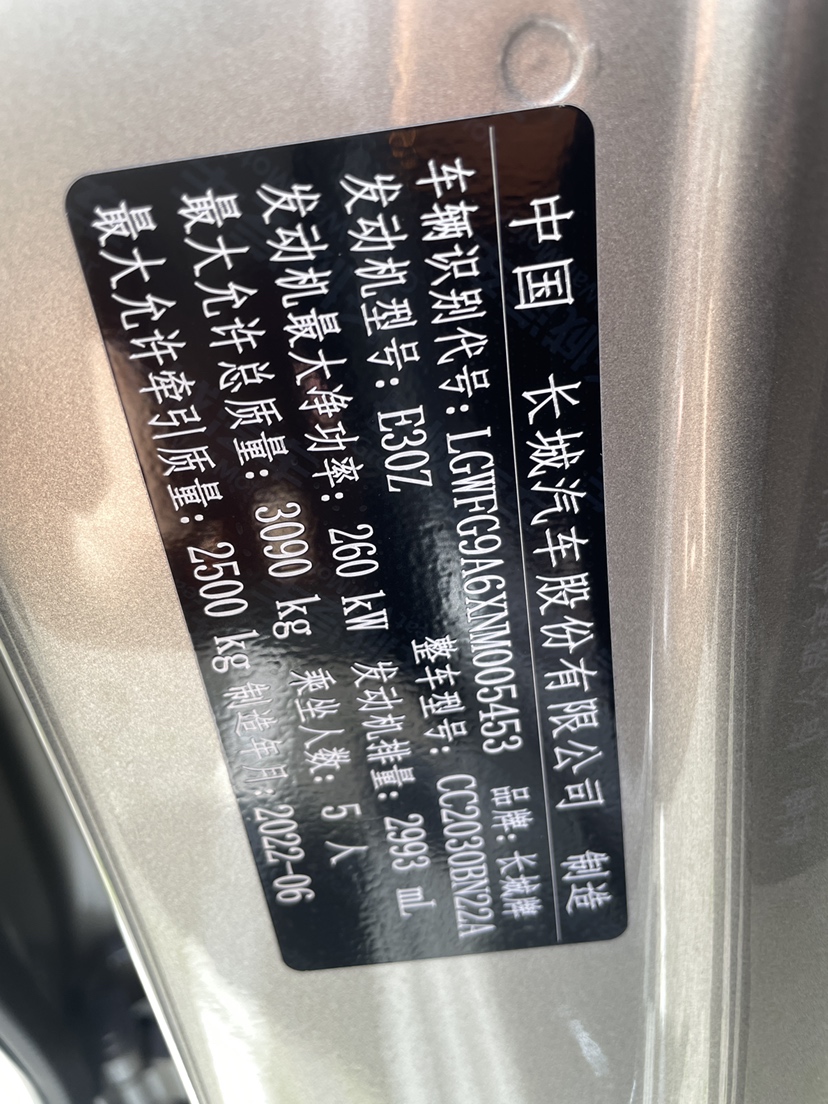 中国 长城汽车股份有限公司 制造
车辆识别代号：LGWFG9A6XNM005453 品牌：长城牌
发动机型号：E30Z 整车型号：CC2030BN22A
发动机最大净功率：260 kW 发动机排量：2993 mL
最大允许总质量：3090 kg 乘坐人数：5 人
最大允许牵引质量：2500 kg 制造年月：2022-06